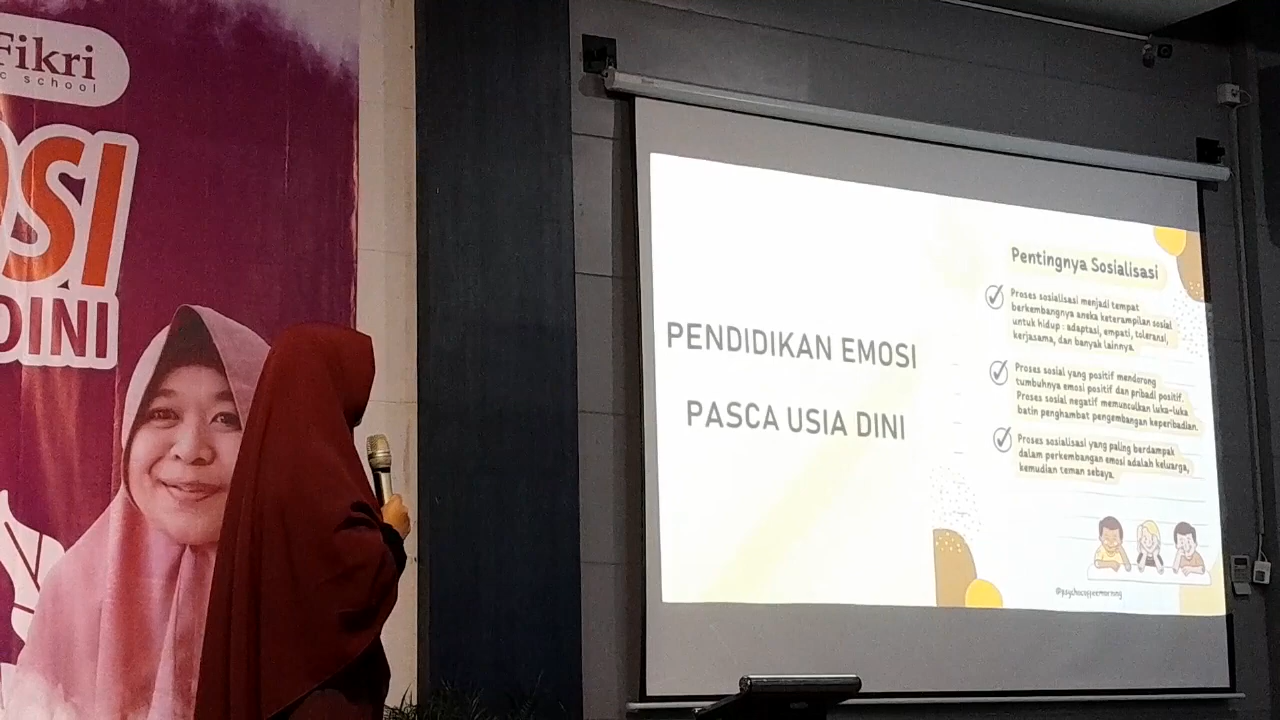 Fikri
c school
OSI
DINI
PENDIDIKAN EMOSI
PASCA USIA DINI
Pentingnya Sosialisasi
Proses sosialisasi menjadi tempat
berkembangnya aneka keterampilan sosial
untuk hidup : adaptasi, empati, toleransi,
kerjasama, dan banyak lainnya.
Proses sosial yang positif mendorong
tumbuhnya emosi positif dan pribadi positif.
Proses sosial negatif memunculkan luka-luka
batin penghambat pengembangan keperibadian.
Proses sosialisasi yang paling berdampak
dalam perkembangan emosi adalah keluarga,
kemudian teman sebaya.
@psychocoffeemorning